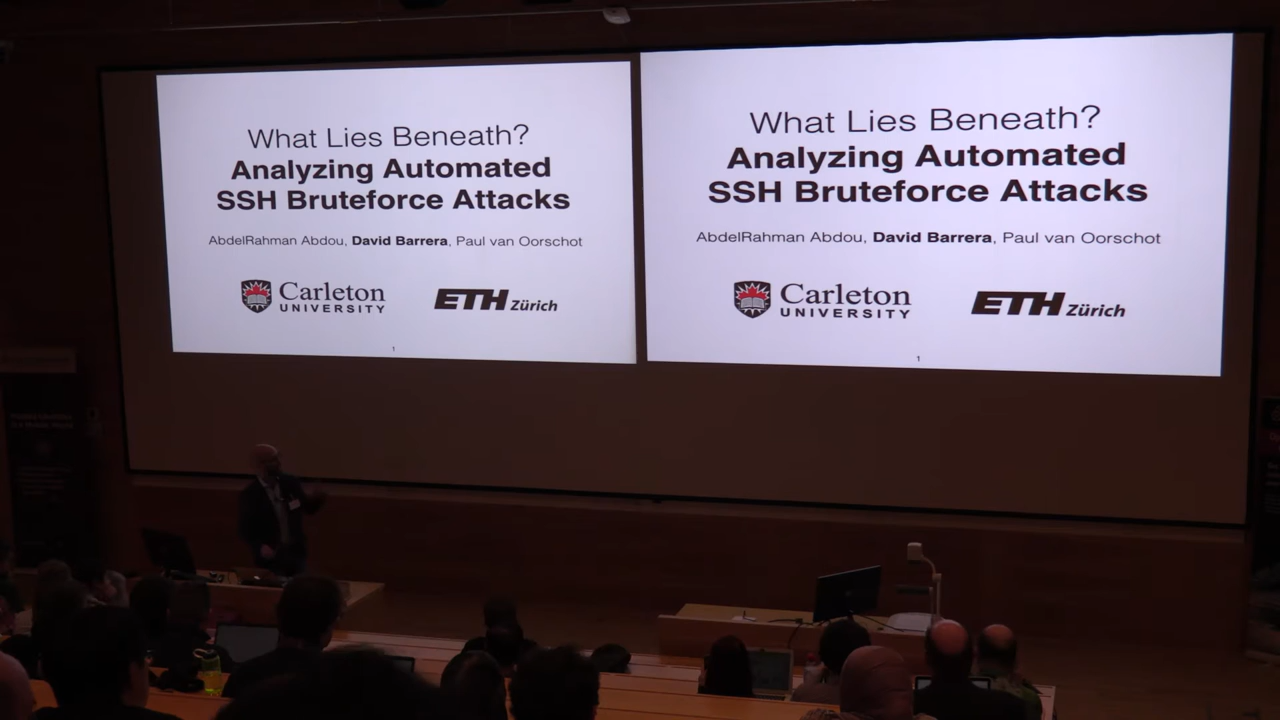 What Lies Beneath?
Analyzing Automated
SSH Bruteforce Attacks
AbdelRahman Abdou, David Barrera, Paul van Oorschot
Carleton
UNIVERSITY
ETH Zürich
1
What Lies Beneath?
Analyzing Automated
SSH Bruteforce Attacks
AbdelRahman Abdou, David Barrera, Paul van Oorschot
Carleton
UNIVERSITY
ETH Zürich
1